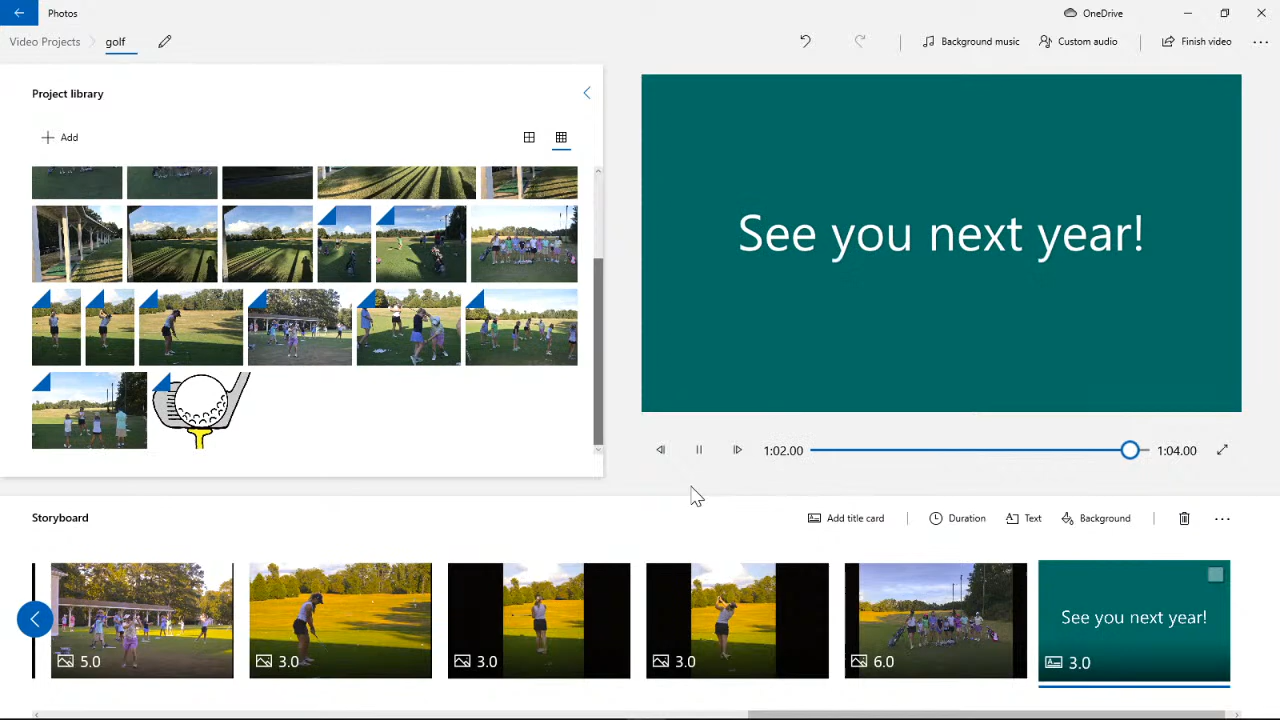 Photos
OneDrive
Video Projects
golf
Background music
Custom audio
Finish video
Project library
Add
See you next year!
1:02.00
1:04.00
Storyboard
Add title card
Duration
Text
Background
5.0
3.0
3.0
3.0
6.0
See you next year!
3.0